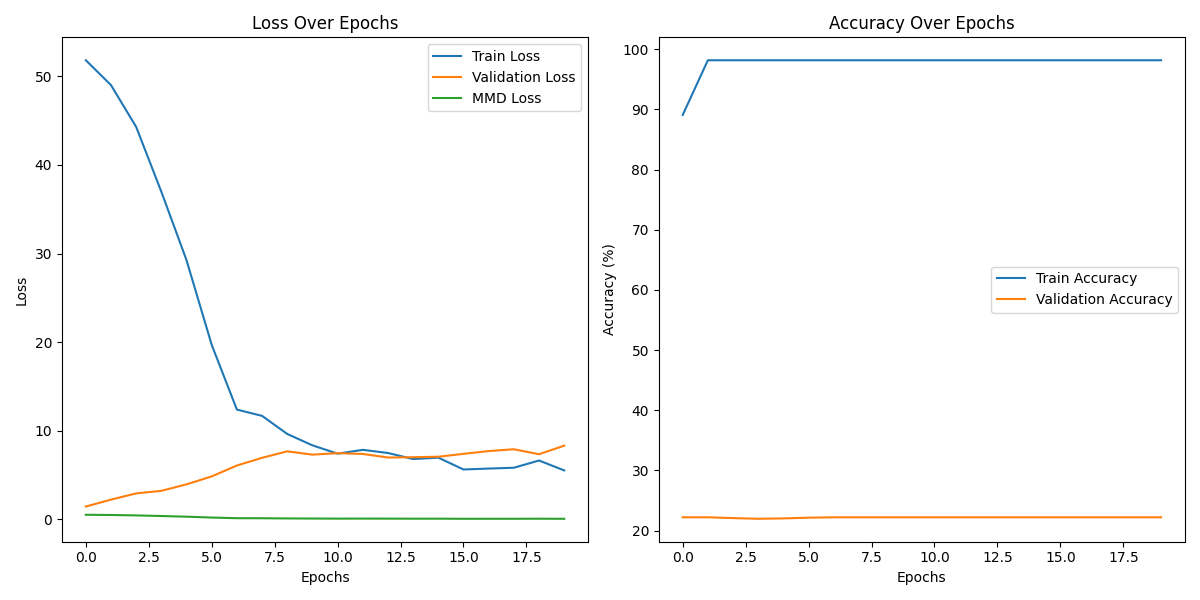 Loss Over Epochs
Loss
50
40
30
20
10
0
Train Loss
Validation Loss
MMD Loss
0.0 2.5 5.0 7.5 10.0 12.5 15.0 17.5
Epochs
Accuracy Over Epochs
Accuracy (%)
100
90
80
70
60
50
40
30
20
Train Accuracy
Validation Accuracy
0.0 2.5 5.0 7.5 10.0 12.5 15.0 17.5
Epochs